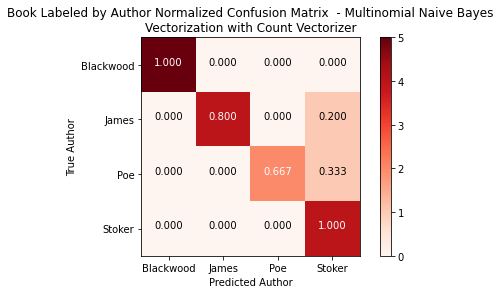 Book Labeled by Author Normalized Confusion Matrix - Multinomial Naive Bayes
Vectorization with Count Vectorizer
True Author
Blackwood 1.000 0.000 0.000 0.000
James 0.000 0.800 0.000 0.200
Poe 0.000 0.000 0.667 0.333
Stoker 0.000 0.000 0.000 1.000
Blackwood James Poe Stoker
Predicted Author
5
4
3
2
1
0